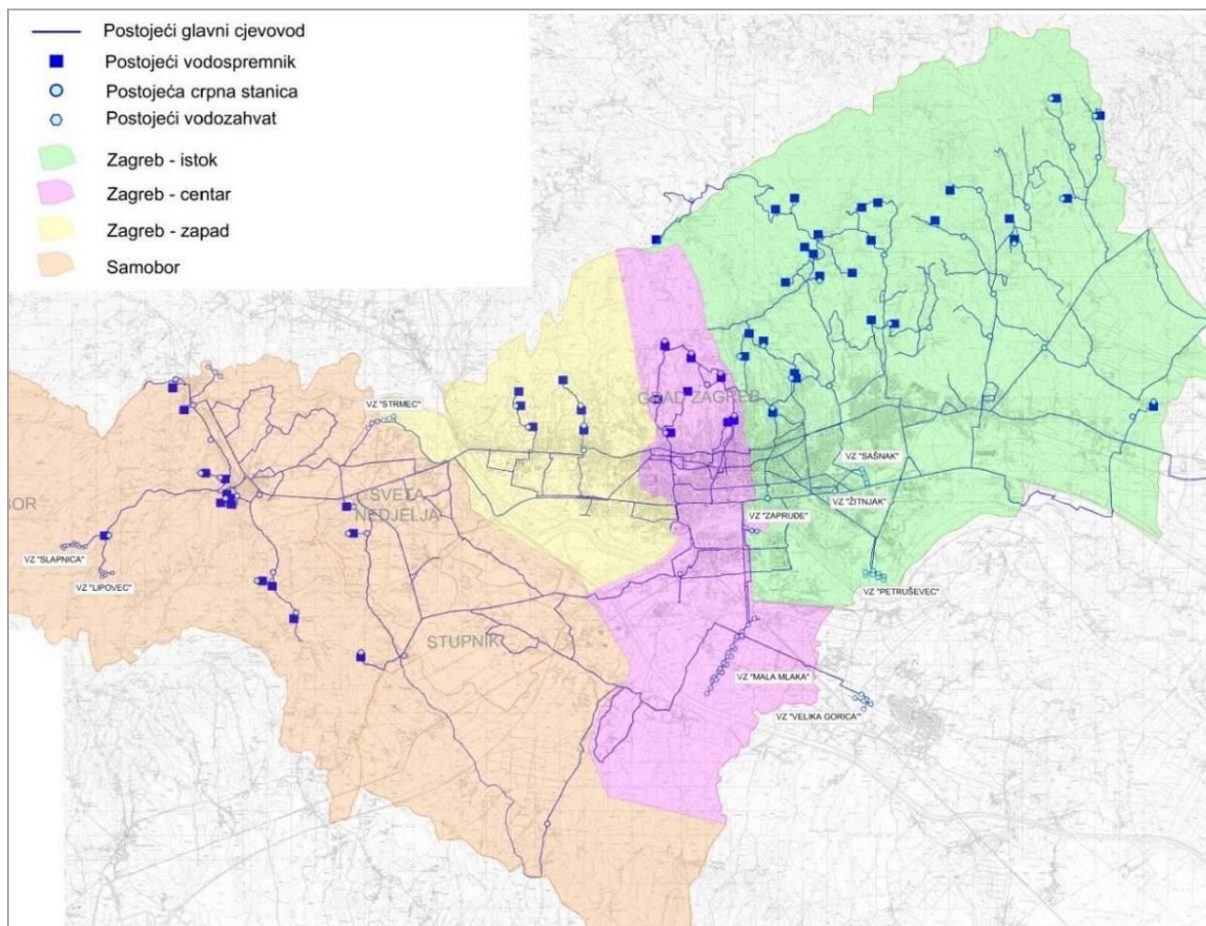 Postojeći glavni cjevovod
Postojeći vodospremnik
Postojeća crpna stanica
Postojeći vodozahvat
Zagreb - istok
Zagreb - centar
Zagreb - zapad
Samobor
GRAD ZAGREB
VZ "STRMEC"
VZ "SAŠNAK"
SVETA
NEDJELJA
VZ "ŽITNJAK"
BOR
VZ "ZAPRUĐE"
VZ "SLAPNICA"
VZ "LIPOVEC"
VZ "PETRUŠEVEC"
STUPNIK
VZ "MALA MLAKA"
VZ "VELIKA GORICA"